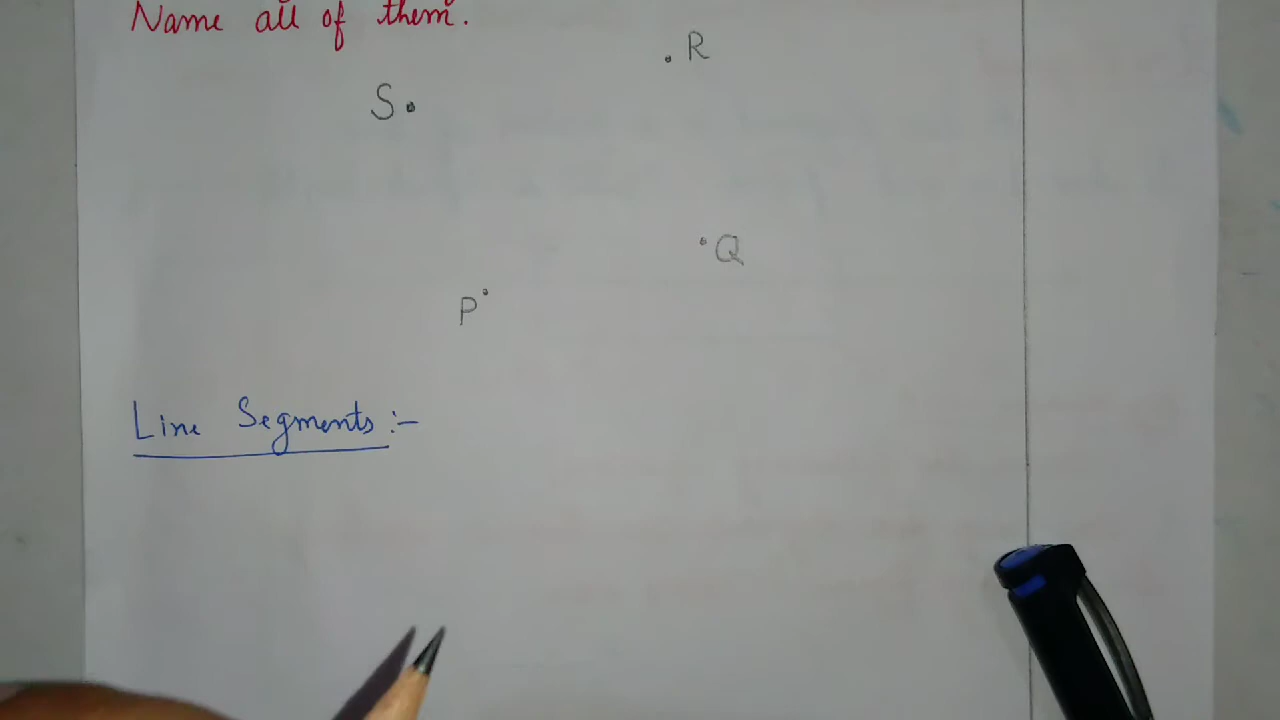 Name all of them.
R
S
Q
P
Line Segments :-